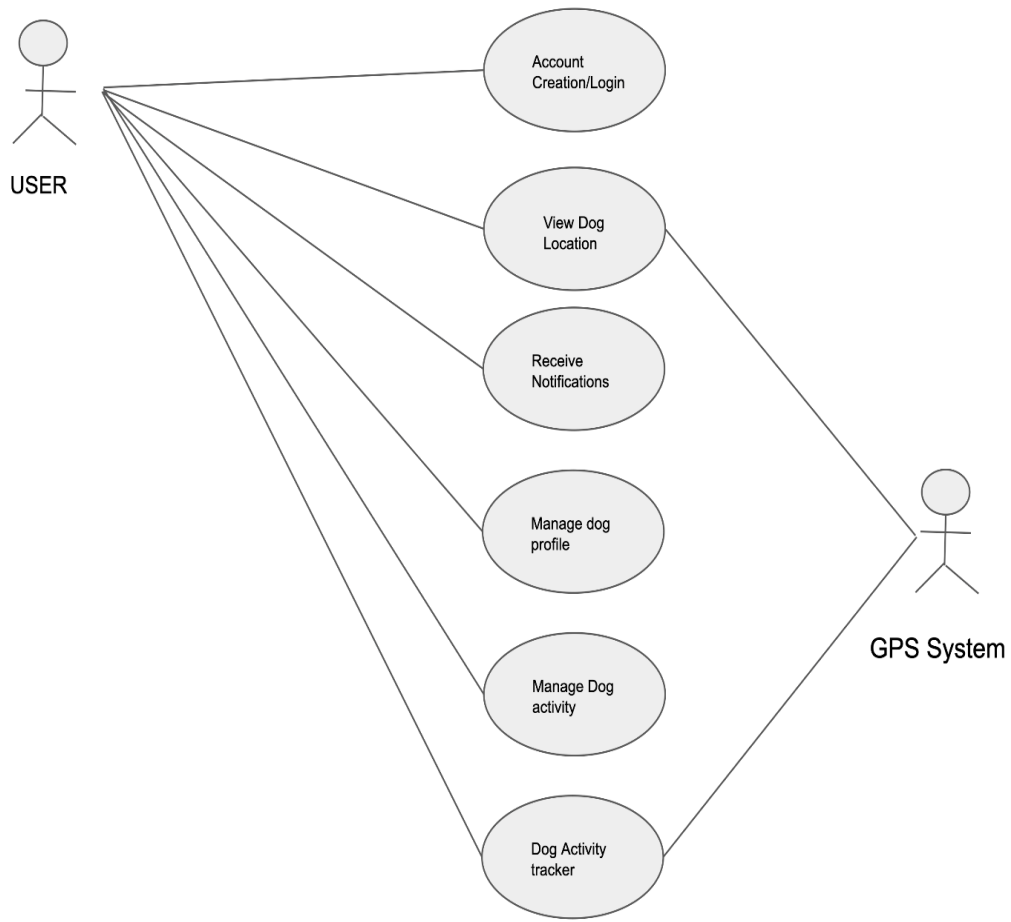 Account
Creation/Login
USER
View Dog
Location
Receive
Notifications
Manage dog
profile
GPS System
Manage Dog
activity
Dog Activity
tracker